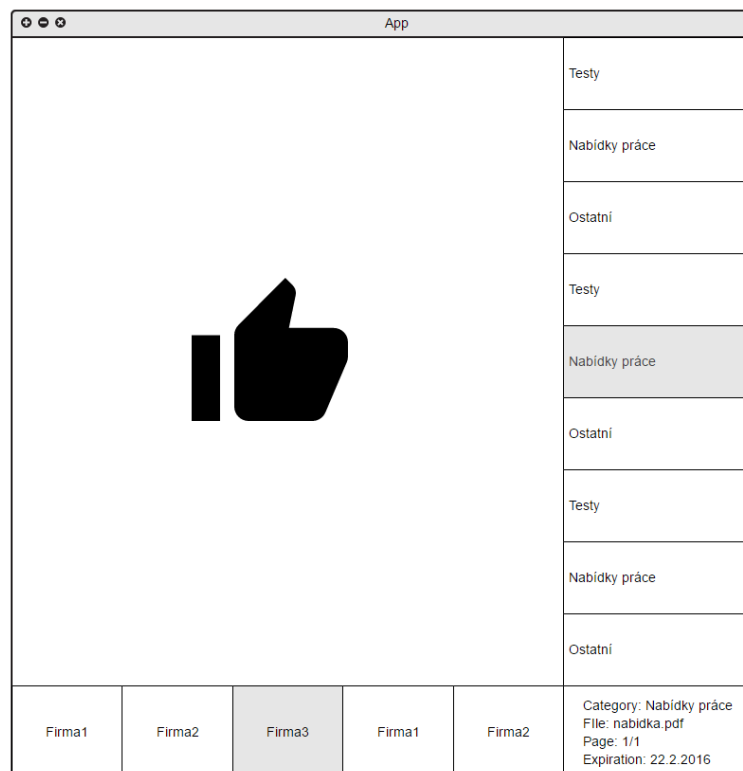 App
Testy
Nabídky práce
Ostatní
Testy
Nabídky práce
Ostatní
Testy
Nabídky práce
Ostatní
Firma1
Firma2
Firma3
Firma1
Firma2
Category: Nabídky práce
FIle: nabidka.pdf
Page: 1/1
Expiration: 22.2.2016